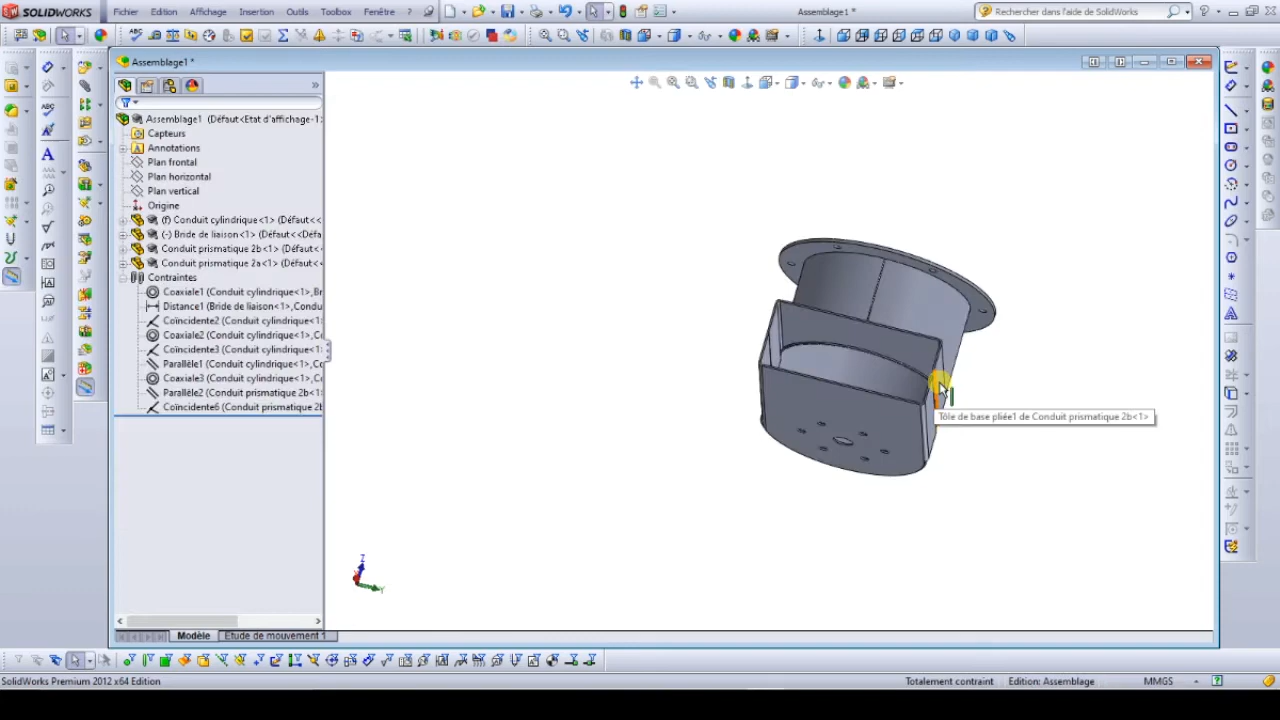 SOLIDWORKS Fichier Edition Affichage Insertion Outils Toolbox Fenêtre ? Assemblage1 * Rechercher dans l'aide de SolidWorks
Assemblage1 *
Assemblage1 (Défaut<Etat d'affichage-1:
Capteurs
Annotations
Plan frontal
Plan horizontal
Plan vertical
Origine
(f) Conduit cylindrique<1> (Défaut<<
(-) Bride de liaison<1> (Défaut<<Défa
Conduit prismatique 2b<1> (Défaut<
Conduit prismatique 2a<1> (Défaut<
Contraintes
Coaxiale1 (Conduit cylindrique<1>,Br
Distance1 (Bride de liaison<1>,Condu
Coïncidente2 (Conduit cylindrique<1:
Coaxiale2 (Conduit cylindrique<1>,Co
Coïncidente3 (Conduit cylindrique<1:
Parallèle1 (Conduit cylindrique<1>,Co
Coaxiale3 (Conduit cylindrique<1>,Co
Parallèle2 (Conduit prismatique 2b<1:
Coïncidente6 (Conduit prismatique 2b
Tôle de base pliée1 de Conduit prismatique 2b<1>
Z
Y
Modèle Etude de mouvement 1
SolidWorks Premium 2012 x64 Edition Totalement contraint Edition: Assemblage MMGS